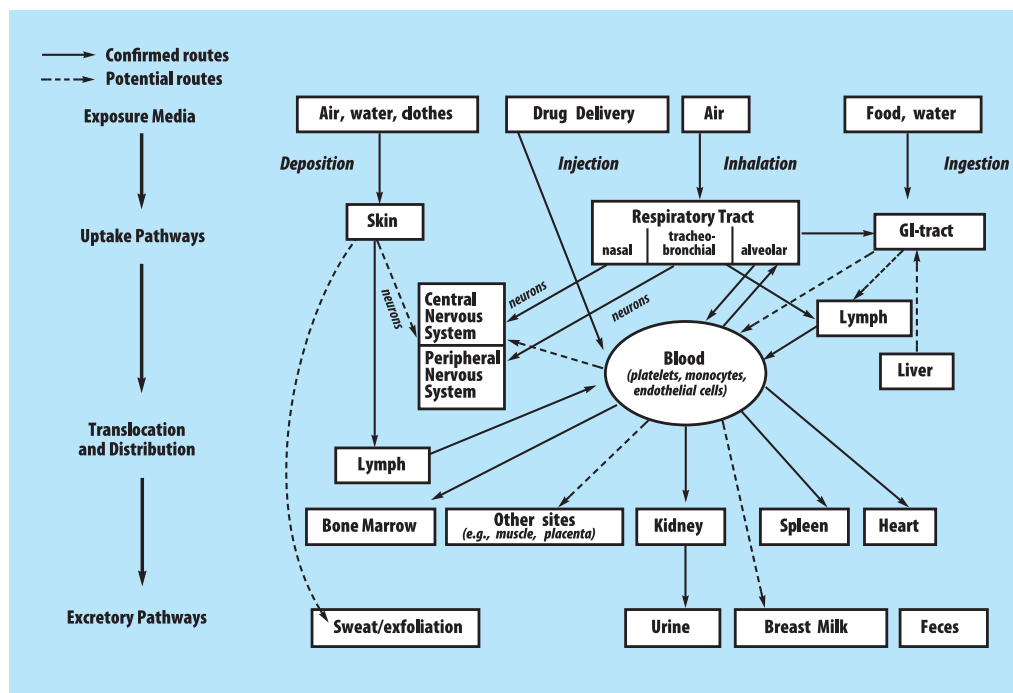 Confirmed routes
Potential routes
Exposure Media
Uptake Pathways
Translocation
and Distribution
Excretory Pathways
Air, water, clothes
Drug Delivery
Air
Food, water
Deposition
Injection
Inhalation
Ingestion
Skin
Respiratory Tract
nasal
tracheo-
bronchial
alveolar
GI-tract
neurons
neurons
neurons
Central
Nervous
System
Peripheral
Nervous
System
Lymph
Blood
(platelets, monocytes,
endothelial cells)
Liver
Lymph
Bone Marrow
Other sites
(e.g., muscle, placenta)
Kidney
Spleen
Heart
Sweat/exfoliation
Urine
Breast Milk
Feces